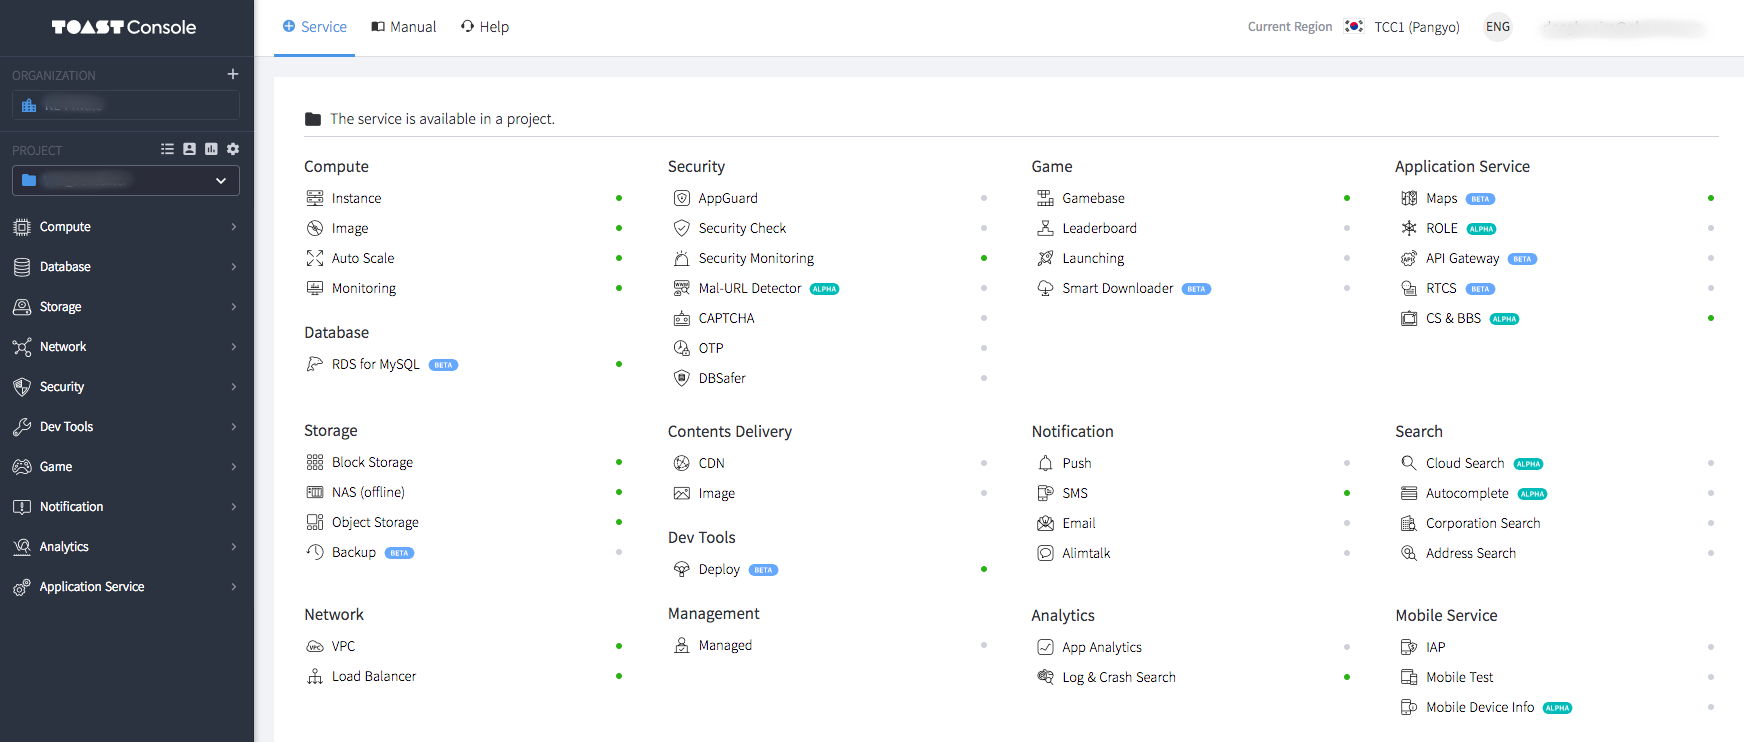 TOAST Console
Service
Manual
Help
Current Region
TCC1 (Pangyo)
ENG
ORGANIZATION
PROJECT
Compute
Database
Storage
Network
Security
Dev Tools
Game
Notification
Analytics
Application Service
The service is available in a project.
Compute
Instance
Image
Auto Scale
Monitoring
Database
RDS for MySQL BETA
Security
AppGuard
Security Check
Security Monitoring
Mal-URL Detector ALPHA
CAPTCHA
OTP
DBSafer
Game
Gamebase
Leaderboard
Launching
Smart Downloader BETA
Application Service
Maps BETA
ROLE ALPHA
API Gateway BETA
RTCS BETA
CS & BBS ALPHA
Storage
Block Storage
NAS (offline)
Object Storage
Backup BETA
Contents Delivery
CDN
Image
Dev Tools
Deploy BETA
Notification
Push
SMS
Email
Alimtalk
Search
Cloud Search ALPHA
Autocomplete ALPHA
Corporation Search
Address Search
Network
VPC
Load Balancer
Management
Managed
Analytics
App Analytics
Log & Crash Search
Mobile Service
IAP
Mobile Test
Mobile Device Info ALPHA